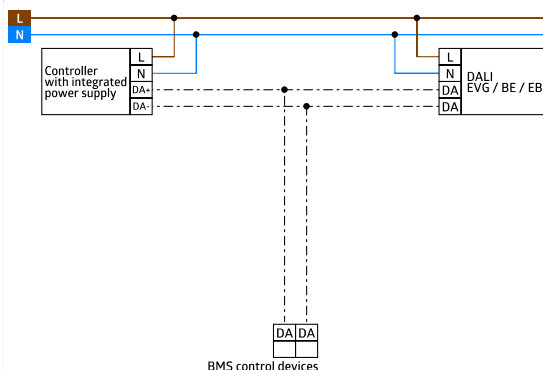 L
N
Controller
with integrated
power supply
L
N
DA+
DA-
L
N
DA
DA
DALI
EVG / BE / EB
DA DA
BMS control devices